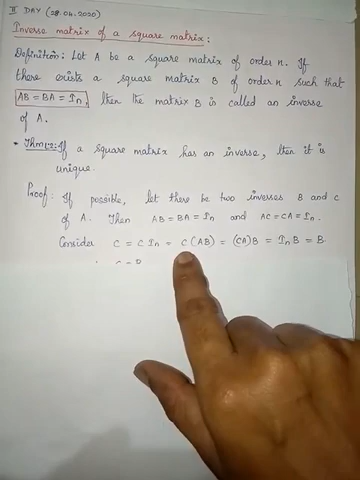 II DAY (28.04.2020)
Inverse matrix of a square matrix:
Definition: Let A be a square matrix of order n. If
there exists a square matrix B of order n such that
AB = BA = In, then the matrix B is called an inverse
of A.
Thm 1.2: If a square matrix has an inverse, then it is
unique.
Proof: If possible, let there be two inverses B and C
of A. Then AB = BA = In and AC = CA = In.
Consider C = C In = C(AB) = (CA)B = In B = B.
C = B